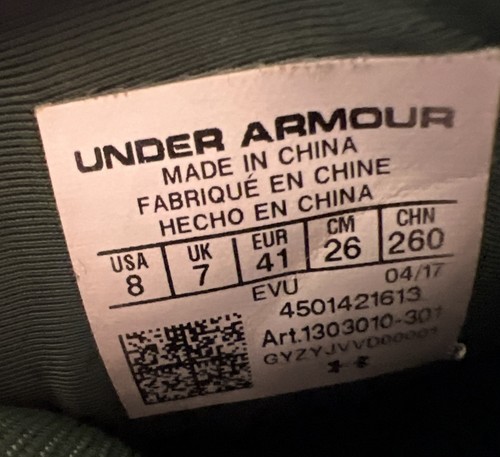 UNDER ARMOUR
MADE IN CHINA
FABRIQUÉ EN CHINE
HECHO EN CHINA
USA UK EUR CM CHN
8 7 41 26 260
EVU 04/17
4501421613
Art.1303010-301
GYZYJVVD00001